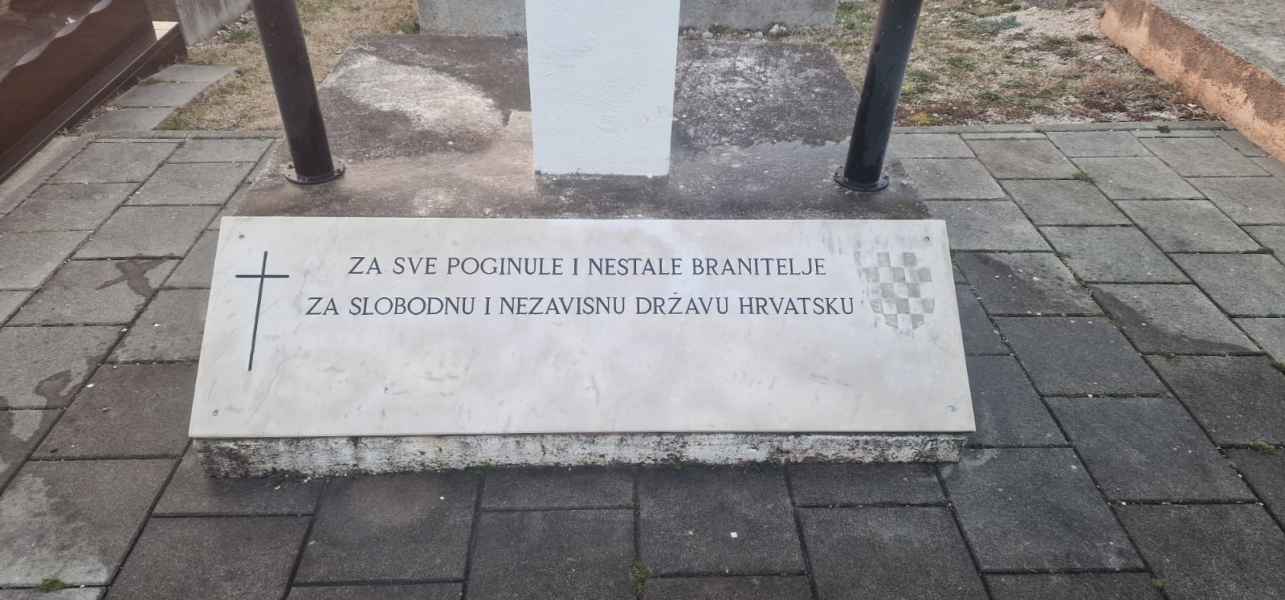 ZA SVE POGINULE I NESTALE BRANITELJE
ZA SLOBODNU I NEZAVISNU DRŽAVU HRVATSKU